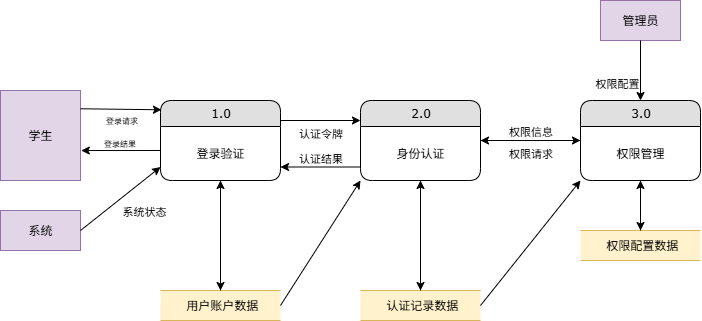 管理员
权限配置
学生
登录请求
登录结果
1.0
登录验证
认证令牌
认证结果
2.0
身份认证
权限信息
权限请求
3.0
权限管理
系统
系统状态
权限配置数据
用户账户数据
认证记录数据